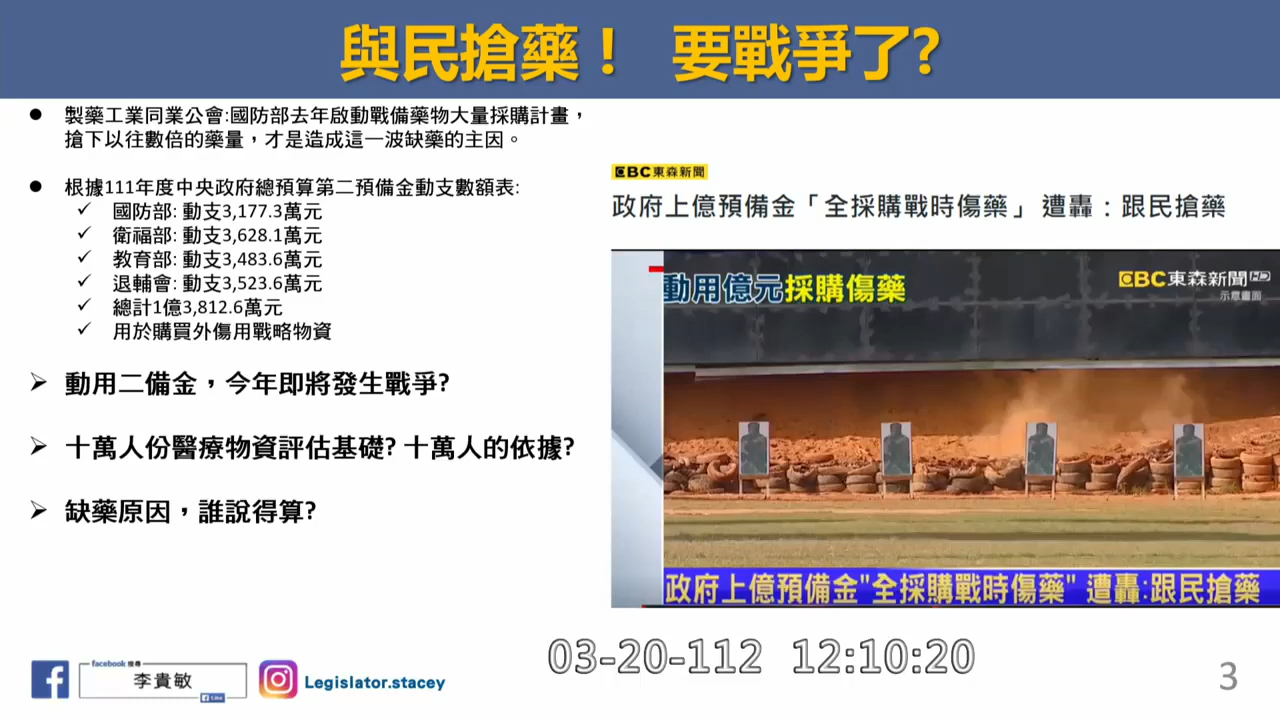 與民搶藥！ 要戰爭了?
● 製藥工業同業公會:國防部去年啟動戰備藥物大量採購計畫，
搶下以往數倍的藥量，才是造成這一波缺藥的主因。
● 根據111年度中央政府總預算第二預備金動支數額表:
✓ 國防部: 動支3,177.3萬元
✓ 衛福部: 動支3,628.1萬元
✓ 教育部: 動支3,483.6萬元
✓ 退輔會: 動支3,523.6萬元
✓ 總計1億3,812.6萬元
✓ 用於購買外傷用戰略物資
➢ 動用二備金，今年即將發生戰爭?
➢ 十萬人份醫療物資評估基礎? 十萬人的依據?
➢ 缺藥原因，誰說得算?
EBC東森新聞
政府上億預備金「全採購戰時傷藥」遭轟：跟民搶藥
動用億元採購傷藥
EBC東森新聞HD
示意畫面
政府上億預備金"全採購戰時傷藥" 遭轟:跟民搶藥
03-20-112 12:10:20
facebook 搜尋
李貴敏
Like
Legislator.stacey
3